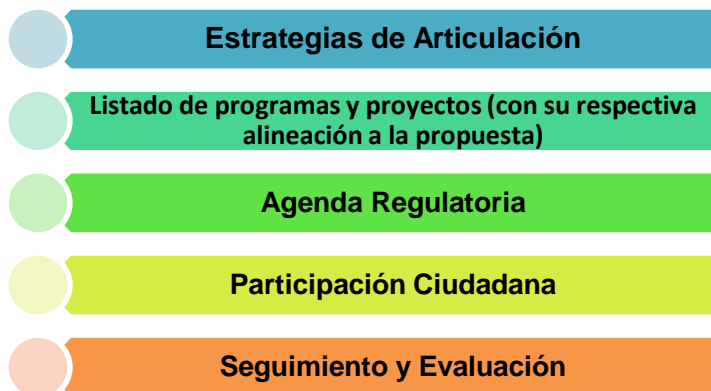 Estrategias de Articulación
Listado de programas y proyectos (con su respectiva
alineación a la propuesta)
Agenda Regulatoria
Participación Ciudadana
Seguimiento y Evaluación